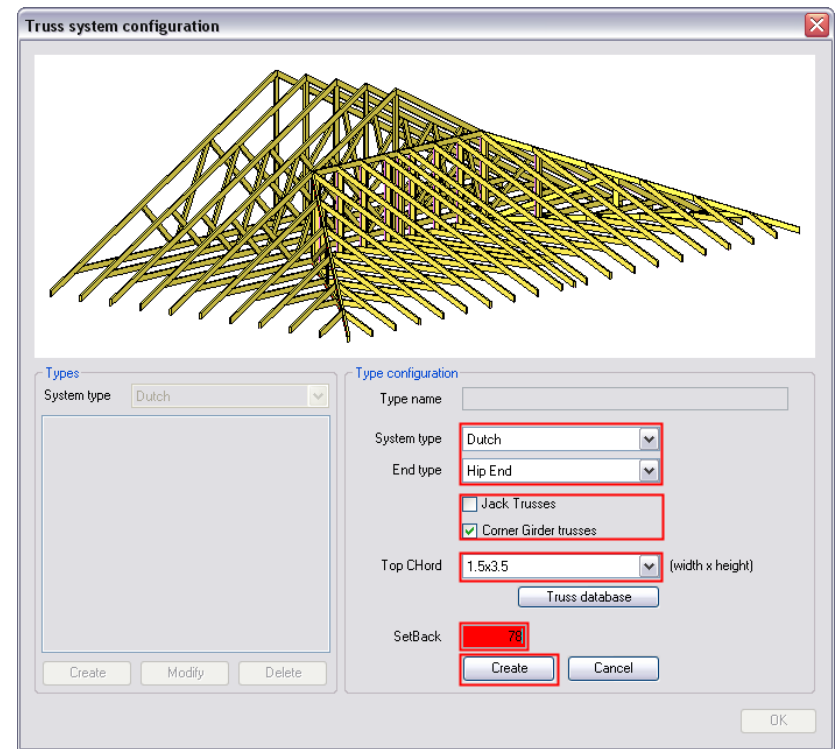 Truss system configuration
Types
System type Dutch
Create Modify Delete
Type configuration
Type name
System type Dutch
End type Hip End
Jack Trusses
Corner Girder trusses
Top CHord 1.5x3.5 (width x height)
Truss database
SetBack 78
Create Cancel
OK